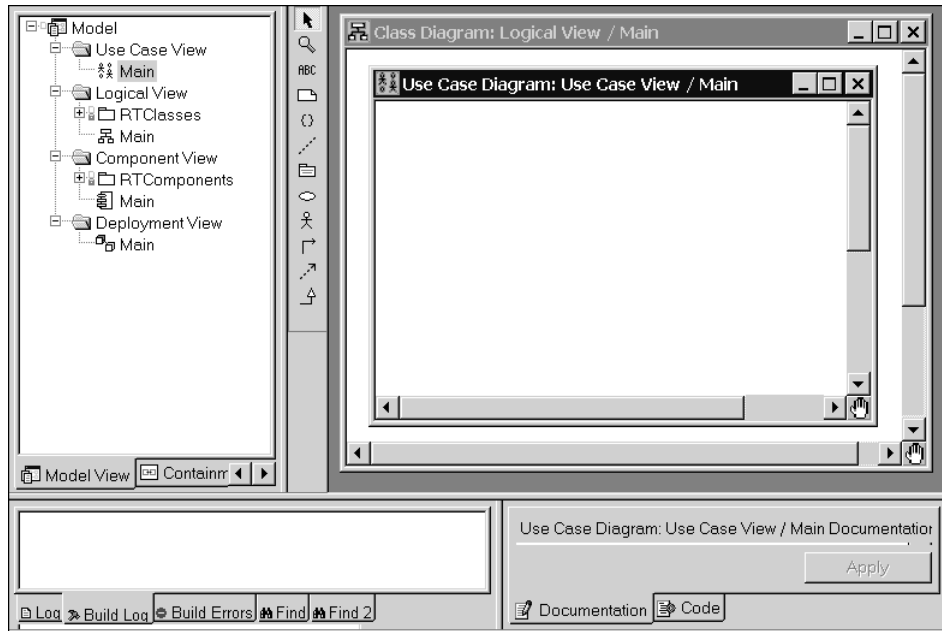 Model
Use Case View
Main
Logical View
RTClasses
Main
Component View
RTComponents
Main
Deployment View
Main
Model View
Containr
ABC
{}
Class Diagram: Logical View / Main
Use Case Diagram: Use Case View / Main
Log
Build Log
Build Errors
Find
Find 2
Use Case Diagram: Use Case View / Main Documentation
Apply
Documentation
Code